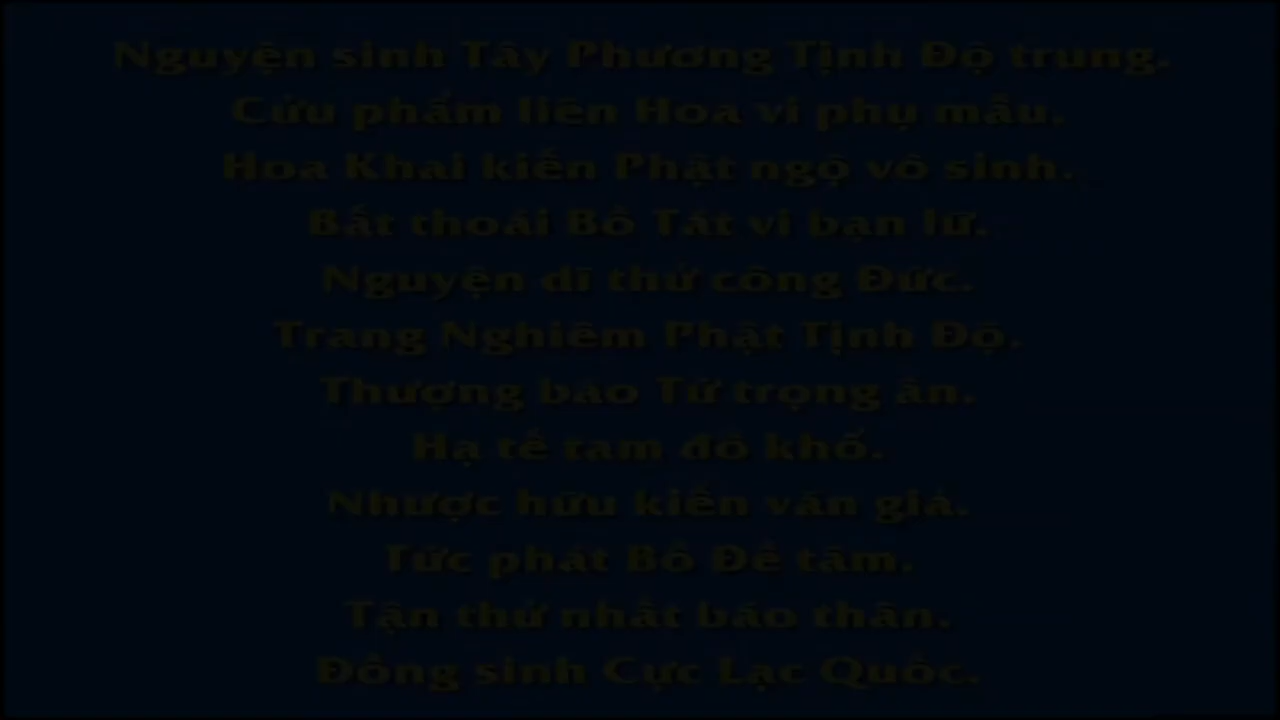 Nguyện sinh Tây Phương Tịnh Độ trung.
Cửu phẩm liên Hoa vi phụ mẫu.
Hoa Khai kiến Phật ngộ vô sinh.
Bất thoái Bồ Tát vi bạn lữ.
Nguyện dĩ thử công Đức.
Trang Nghiêm Phật Tịnh Độ.
Thượng báo Tứ trọng ân.
Hạ tế tam đồ khổ.
Nhược hữu kiến văn giả.
Tức phát Bồ Đề tâm.
Tận thử nhất báo thân.
Đồng sinh Cực Lạc Quốc.